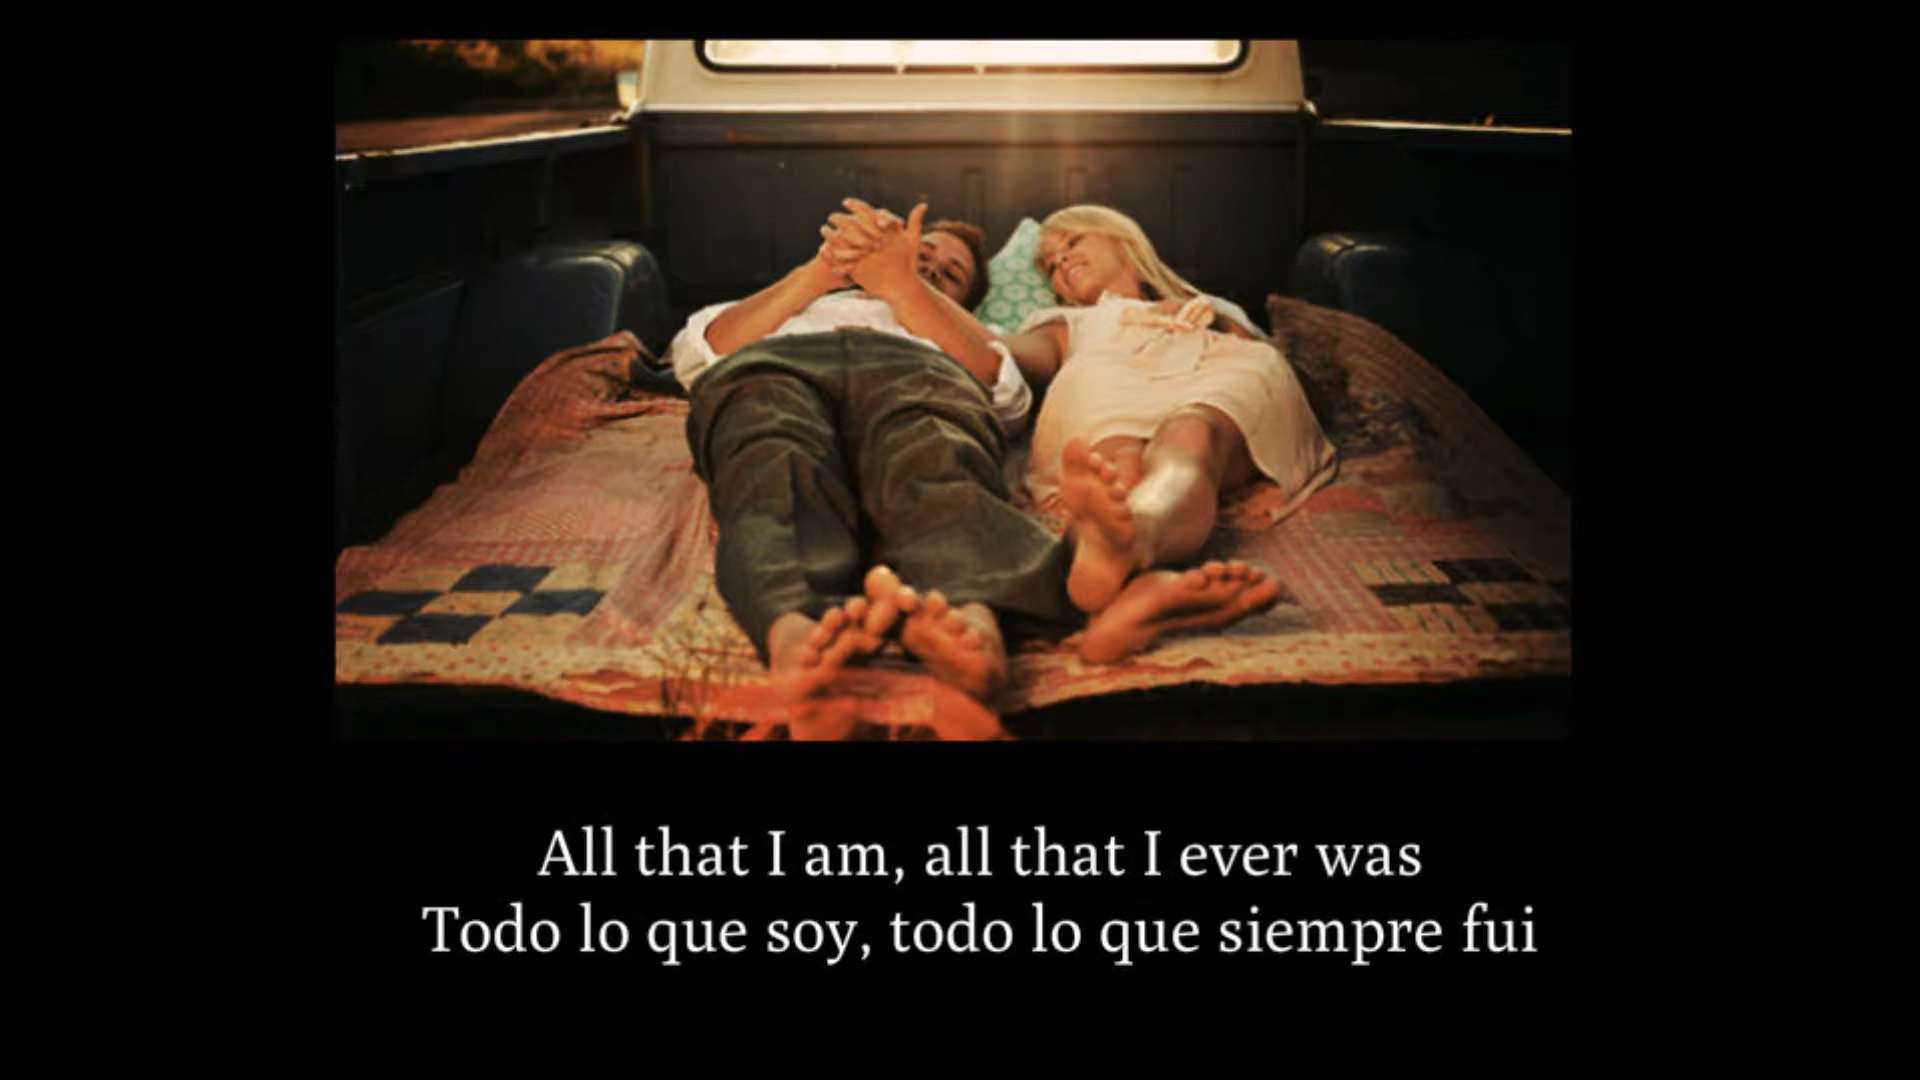 All that I am, all that I ever was
Todo lo que soy, todo lo que siempre fui